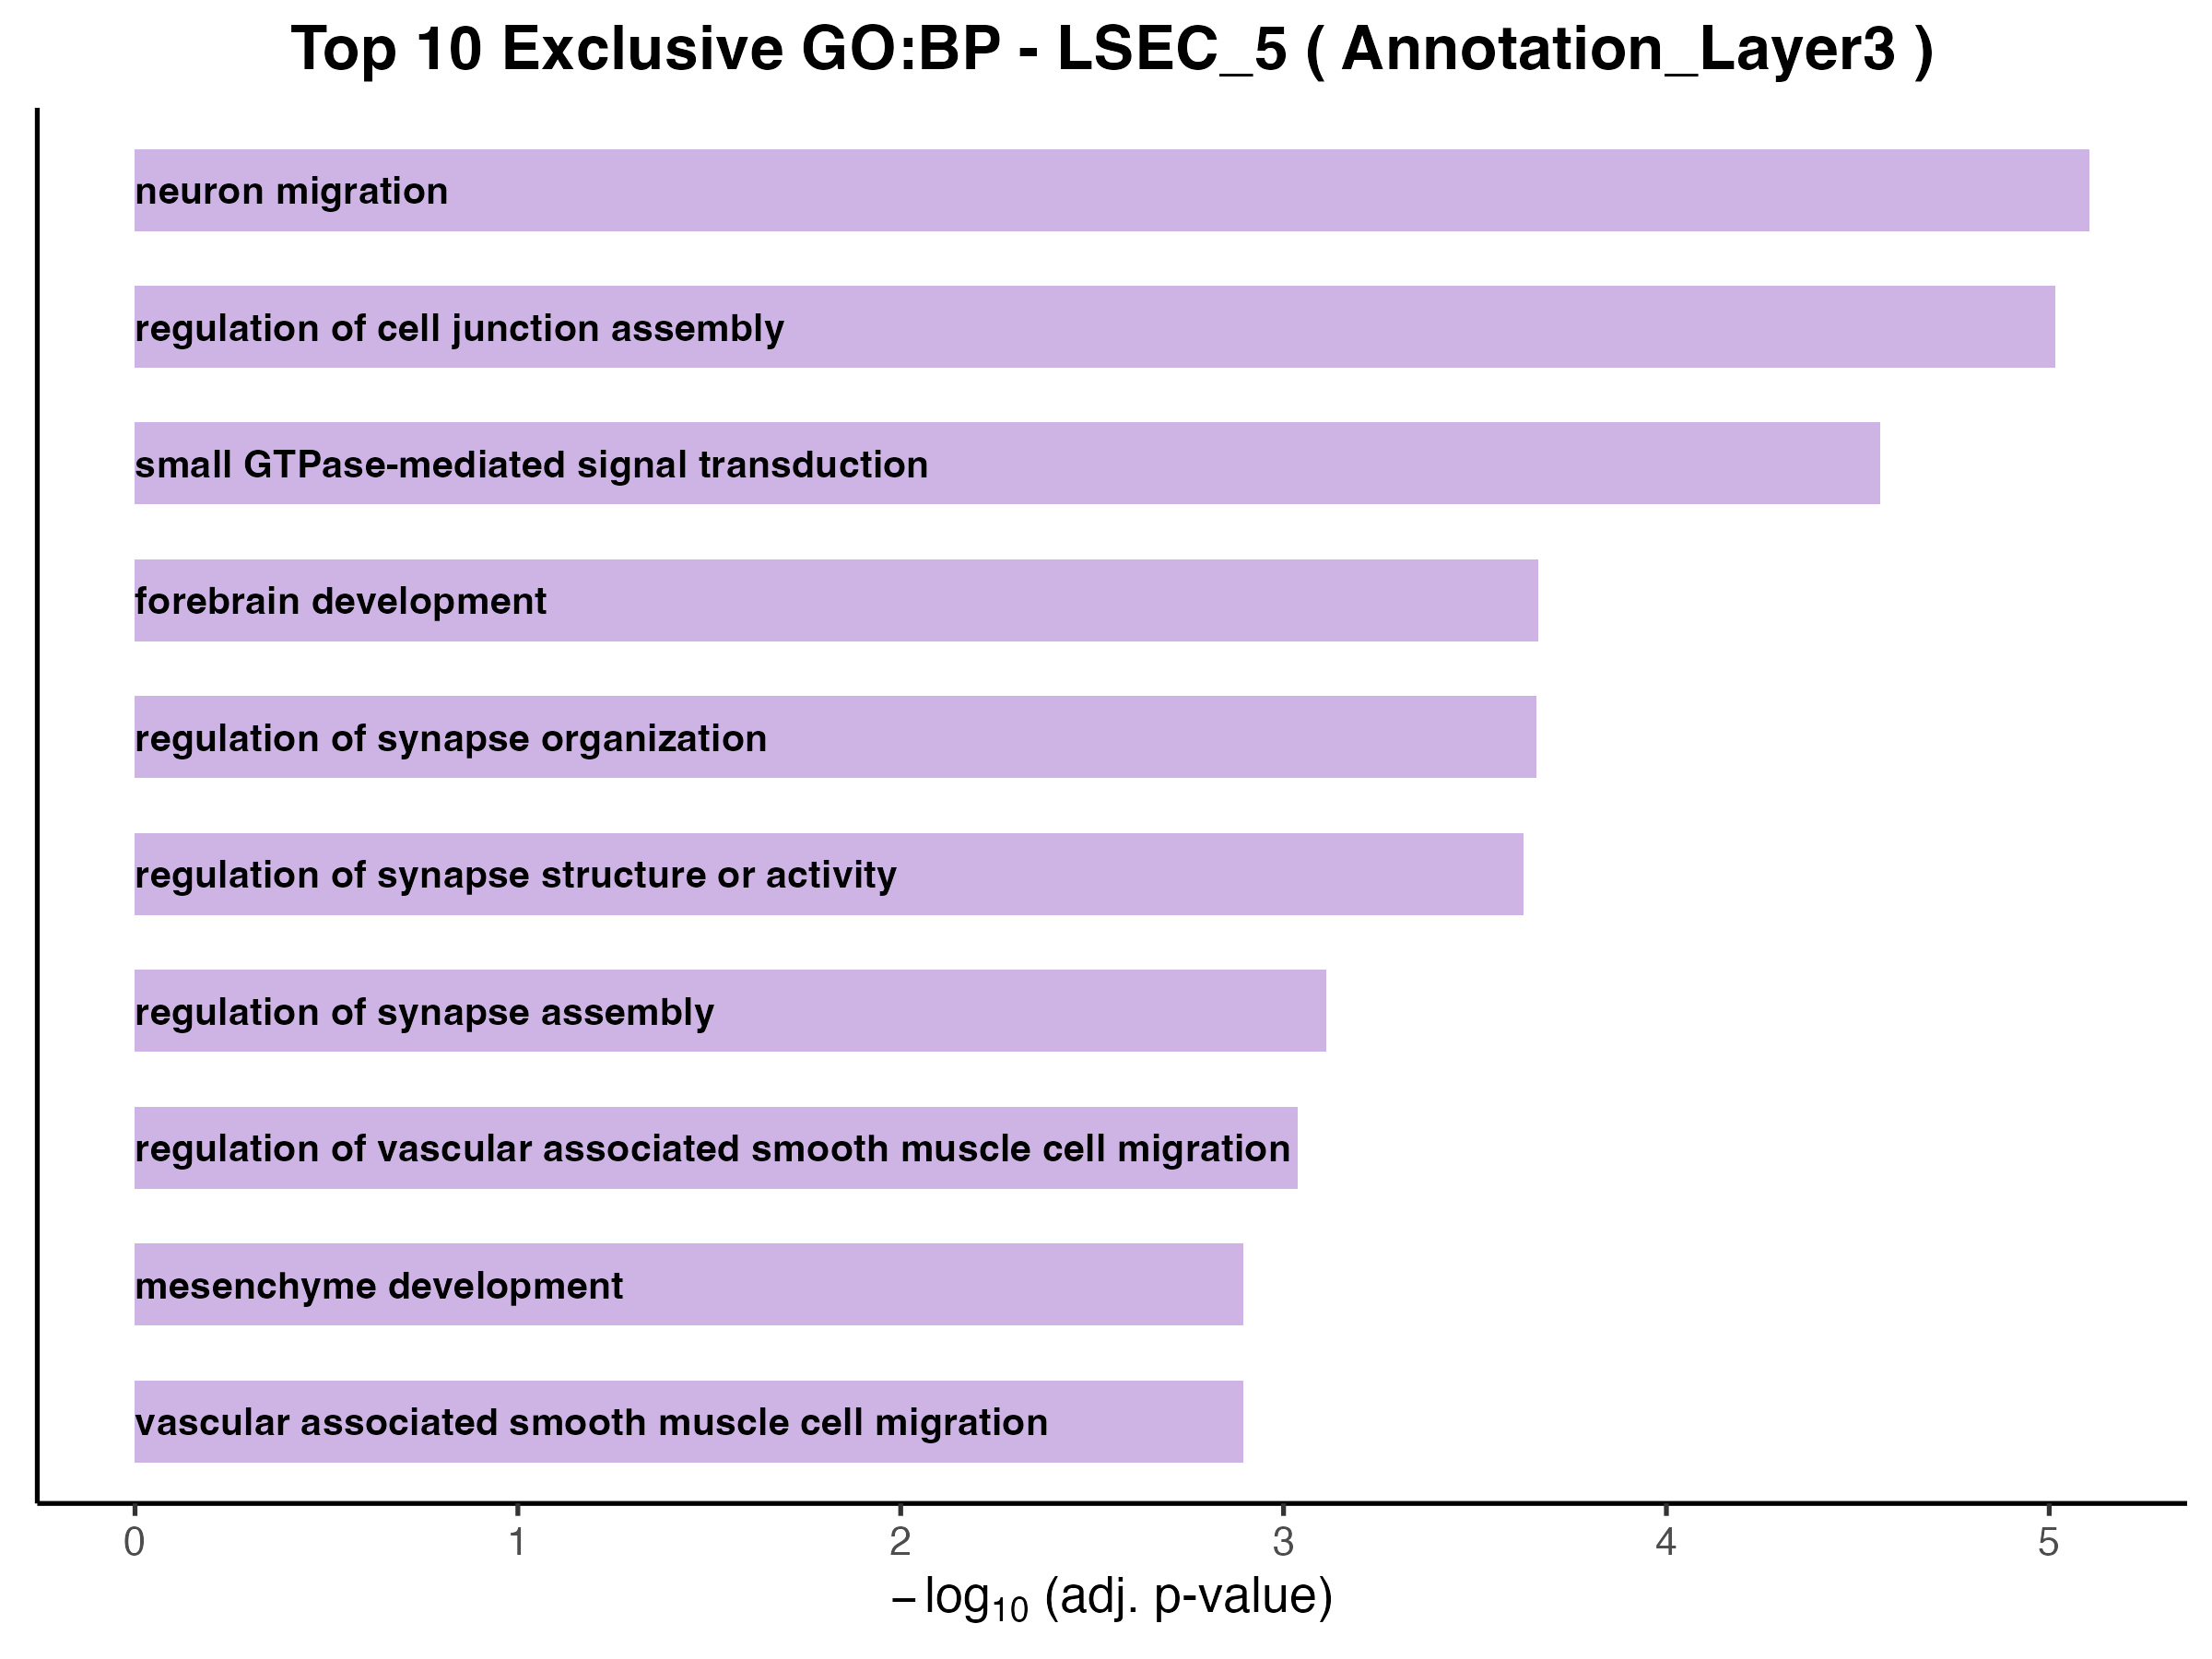 Top 10 Exclusive GO:BP - LSEC_5 ( Annotation_Layer3 )
neuron migration
regulation of cell junction assembly
small GTPase-mediated signal transduction
forebrain development
regulation of synapse organization
regulation of synapse structure or activity
regulation of synapse assembly
regulation of vascular associated smooth muscle cell migration
mesenchyme development
vascular associated smooth muscle cell migration
0 1 2 3 4 5
−log₁₀ (adj. p-value)